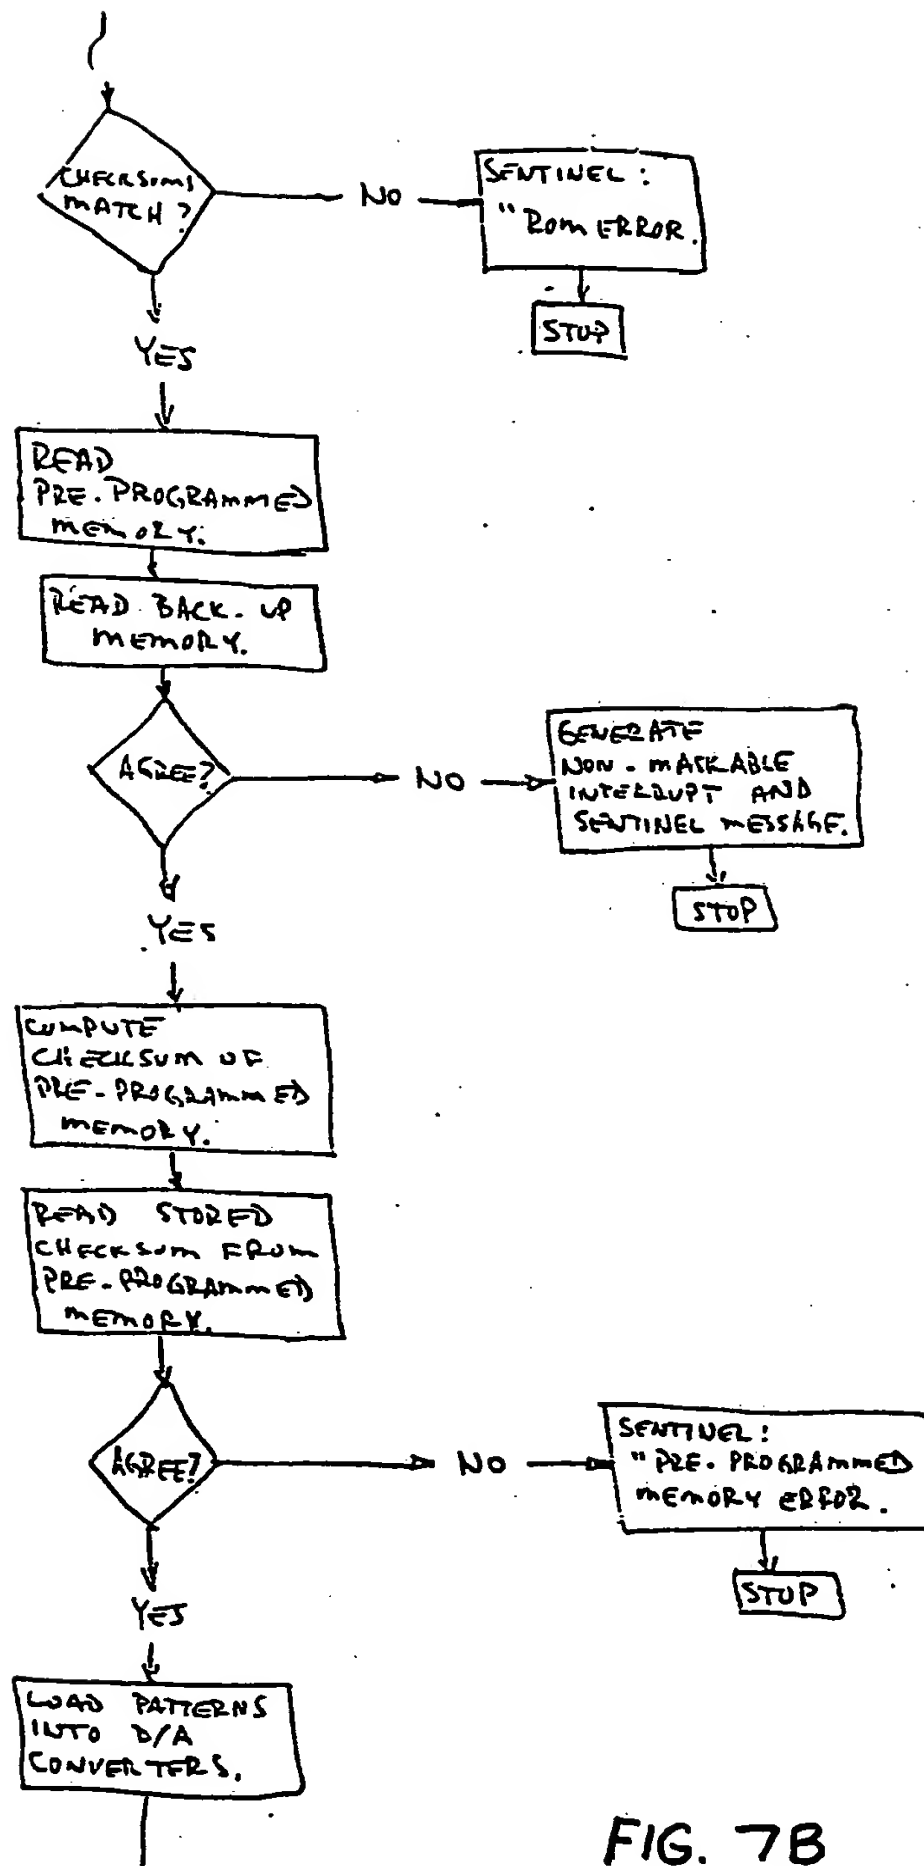 CHECKSUMS
MATCH?
NO
SENTINEL:
"ROM ERROR.
STOP
YES
READ
PRE-PROGRAMMED
MEMORY.
READ BACK-UP
MEMORY.
AGREE?
NO
GENERATE
NON-MASKABLE
INTERRUPT AND
SENTINEL MESSAGE.
STOP
YES
COMPUTE
CHECKSUM OF
PRE-PROGRAMMED
MEMORY.
READ STORED
CHECKSUM FROM
PRE-PROGRAMMED
MEMORY.
AGREE?
NO
SENTINEL:
"PRE-PROGRAMMED
MEMORY ERROR.
STOP
YES
LOAD PATTERNS
INTO D/A
CONVERTERS.
FIG. 7B